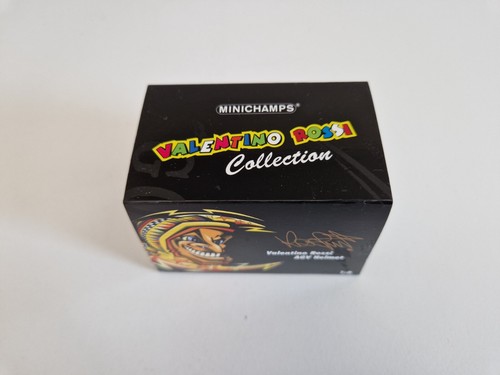 MINICHAMPS®
VALENTINO ROSSI
Collection
Valentino Rossi
AGV Helmet